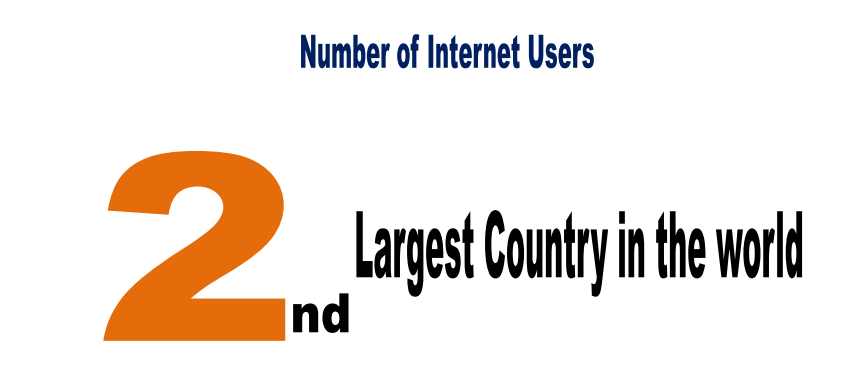 Number of Internet Users
2nd Largest Country in the world